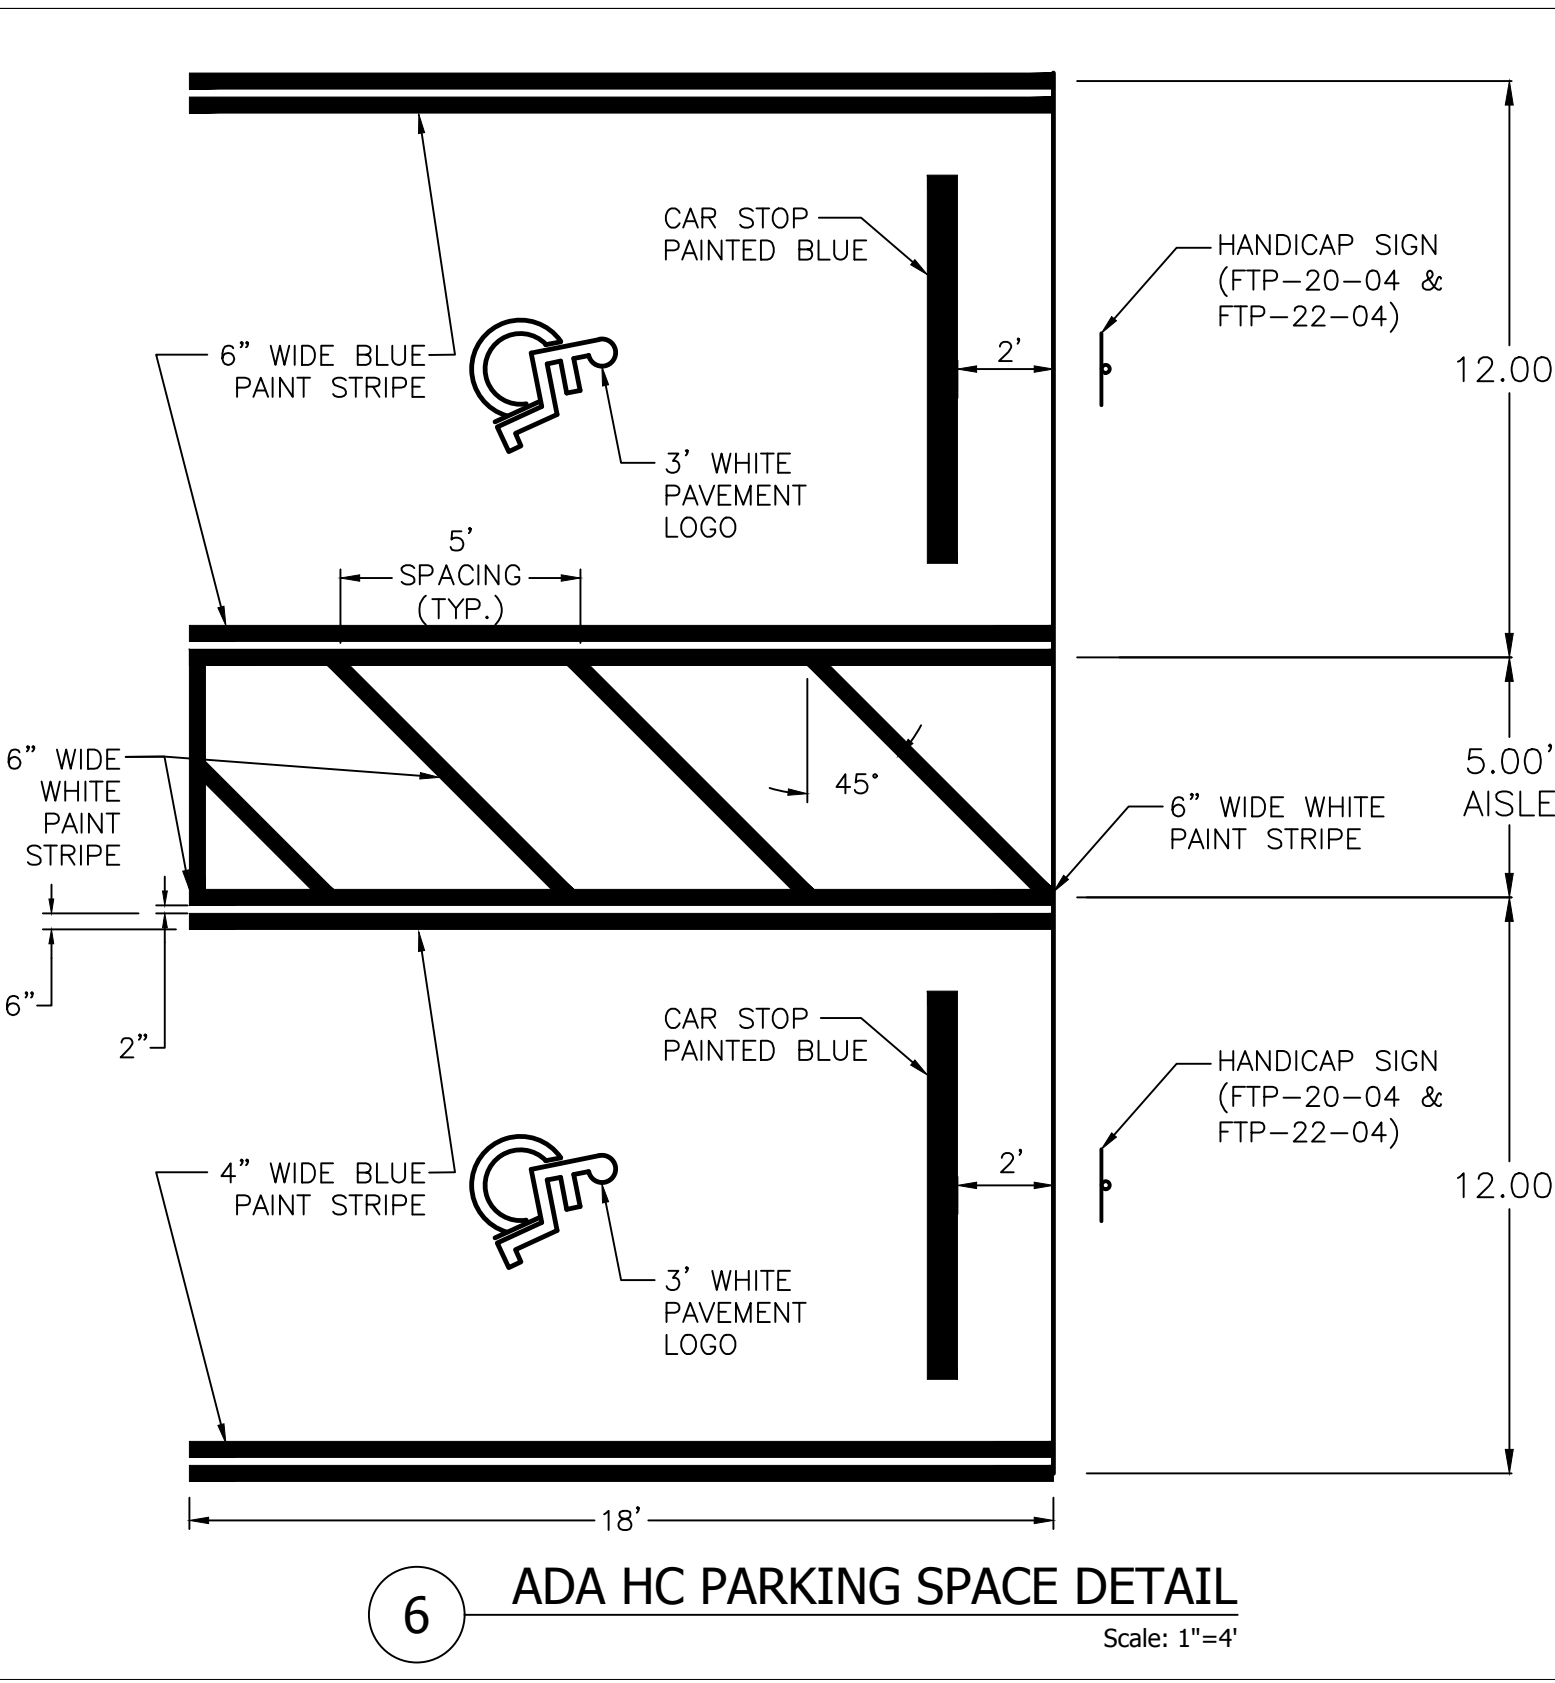 CAR STOP
PAINTED BLUE
HANDICAP SIGN
(FTP-20-04 &
FTP-22-04)
6" WIDE BLUE
PAINT STRIPE
2'
12.00
3' WHITE
PAVEMENT
LOGO
5'
SPACING
(TYP.)
6" WIDE
WHITE
PAINT
STRIPE
45°
5.00'
AISLE
6" WIDE WHITE
PAINT STRIPE
6"
2"
CAR STOP
PAINTED BLUE
HANDICAP SIGN
(FTP-20-04 &
FTP-22-04)
4" WIDE BLUE
PAINT STRIPE
2'
12.00
3' WHITE
PAVEMENT
LOGO
18'
6
ADA HC PARKING SPACE DETAIL
Scale: 1"=4'